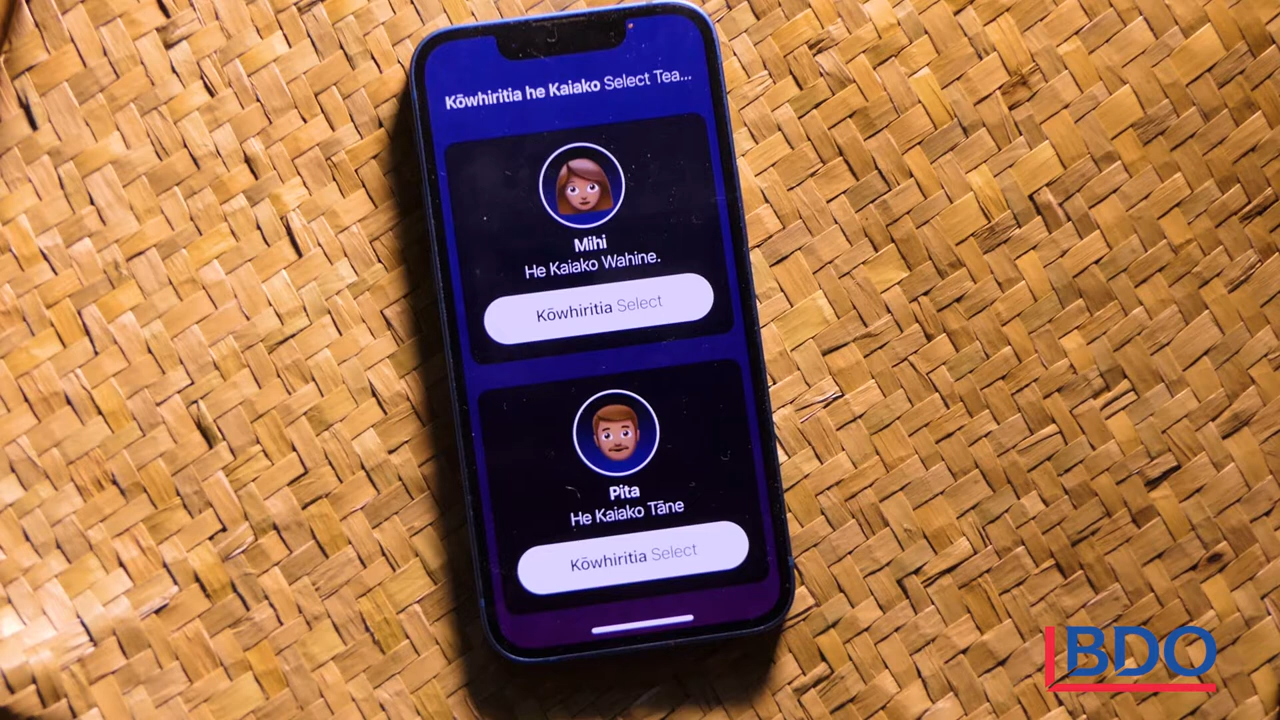 Kōwhiritia he Kaiako Select Tea...
Mihi
He Kaiako Wahine.
Kōwhiritia Select
Pita
He Kaiako Tāne
Kōwhiritia Select
BDO